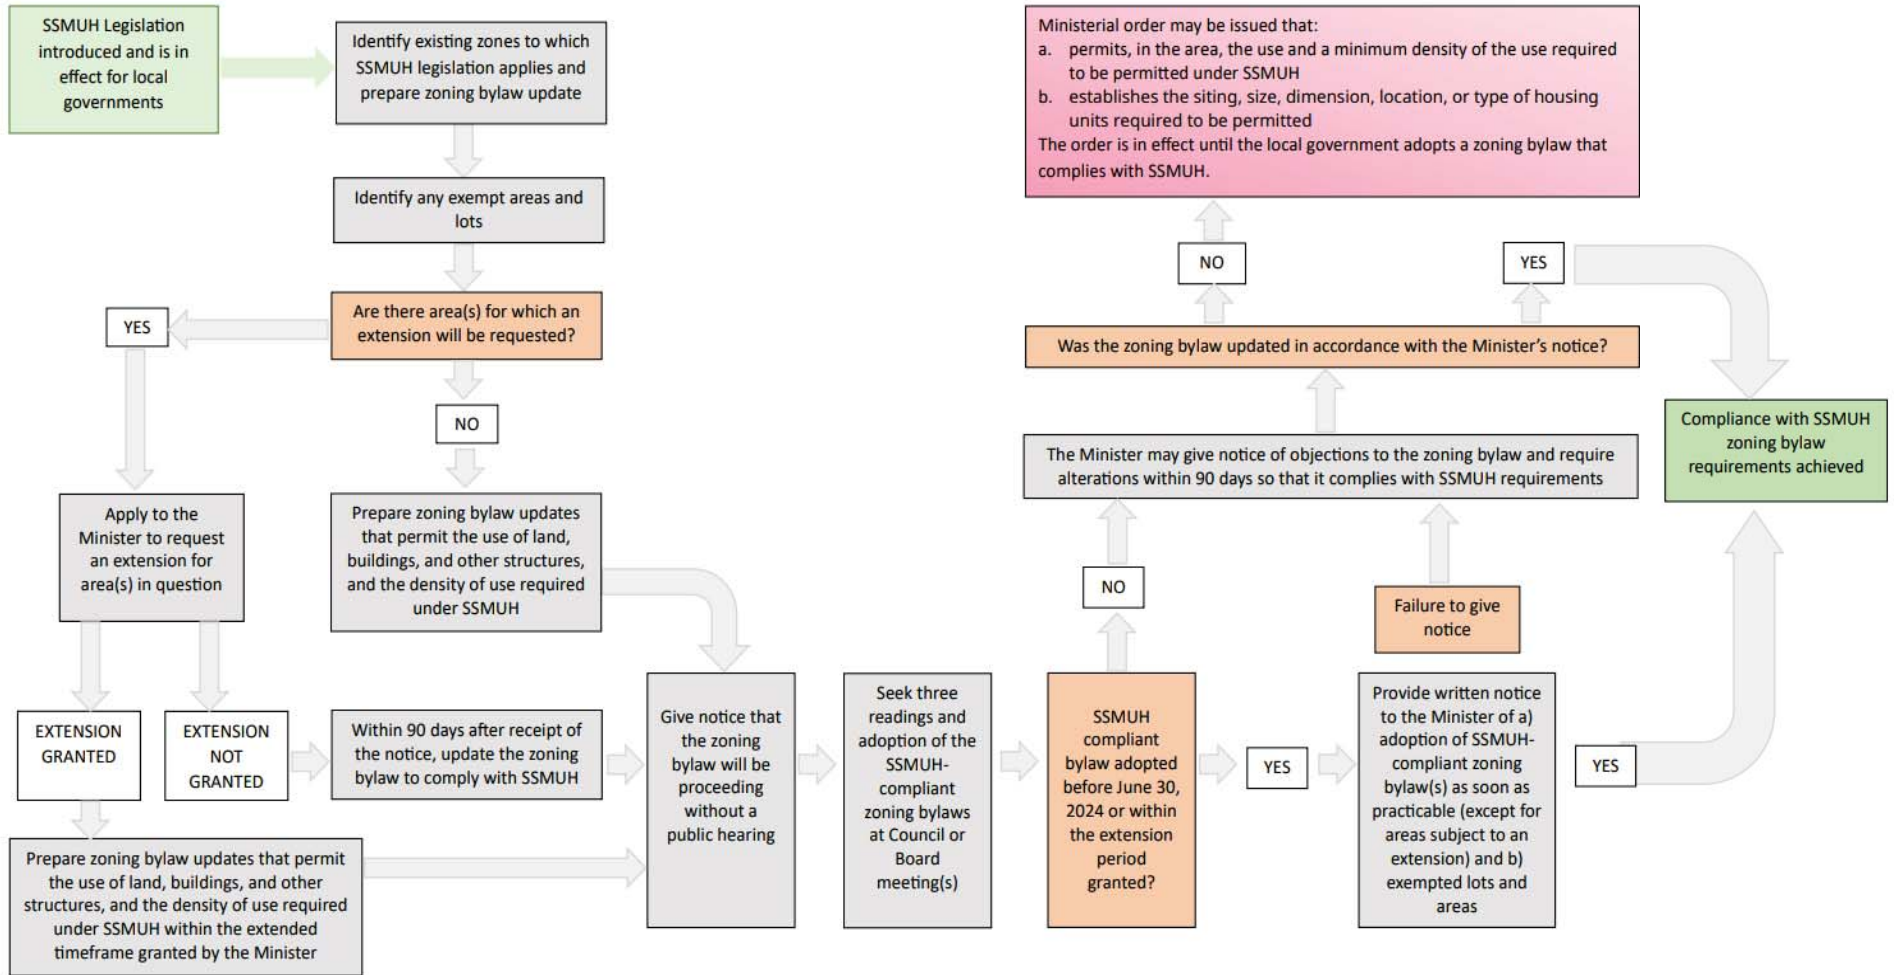 SSMUH Legislation
introduced and is in
effect for local
governments
Identify existing zones to which
SSMUH legislation applies and
prepare zoning bylaw update
Identify any exempt areas and
lots
Are there area(s) for which an
extension will be requested?
YES
NO
Apply to the
Minister to request
an extension for
area(s) in question
Prepare zoning bylaw updates
that permit the use of land,
buildings, and other structures,
and the density of use required
under SSMUH
EXTENSION
GRANTED
EXTENSION
NOT
GRANTED
Within 90 days after receipt of
the notice, update the zoning
bylaw to comply with SSMUH
Prepare zoning bylaw updates that permit
the use of land, buildings, and other
structures, and the density of use required
under SSMUH within the extended
timeframe granted by the Minister
Give notice that
the zoning
bylaw will be
proceeding
without a
public hearing
Seek three
readings and
adoption of the
SSMUH-
compliant
zoning bylaws
at Council or
Board
meeting(s)
SSMUH
compliant
bylaw adopted
before June 30,
2024 or within
the extension
period
granted?
NO
YES
Provide written notice
to the Minister of a)
adoption of SSMUH-
compliant zoning
bylaw(s) as soon as
practicable (except for
areas subject to an
extension) and b)
exempted lots and
areas
YES
Failure to give
notice
The Minister may give notice of objections to the zoning bylaw and require
alterations within 90 days so that it complies with SSMUH requirements
Was the zoning bylaw updated in accordance with the Minister’s notice?
NO
YES
Ministerial order may be issued that:
a. permits, in the area, the use and a minimum density of the use required
to be permitted under SSMUH
b. establishes the siting, size, dimension, location, or type of housing
units required to be permitted
The order is in effect until the local government adopts a zoning bylaw that
complies with SSMUH.
Compliance with SSMUH
zoning bylaw
requirements achieved